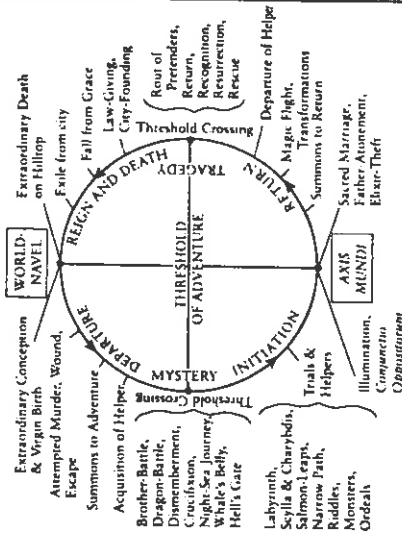 WORLD-
NAVEL
Extraordinary Conception
& Virgin Birth
Attempted Murder, Wound,
Escape
Summons to Adventure
Acquisition of Helper
Brother-Battle,
Dragon-Battle,
Dismemberment,
Crucifixion,
Night-Sea Journey,
Whale's Belly,
Hell's Gate
Labyrinth,
Scylla & Charybdis,
Salmon-Leaps,
Narrow Path,
Riddles,
Monsters,
Ordeals
DEPARTURE
MYSTERY
Threshold Crossing
INITIATION
Trials &
Helpers
Illumination,
Conjunctio
Oppositorum
THRESHOLD
OF ADVENTURE
AXIS
MUNDI
Sacred Marriage,
Father-Atonement,
Elixir-Theft
RETURN
Summons to Return
Magic Flight,
Transformations
Departure of Helper
Threshold Crossing
TRAGEDY
Rout of
Pretenders,
Return,
Recognition,
Resurrection,
Rescue
REIGN AND DEATH
Law-Giving,
City-Founding
Fall from Grace
Exile from city
Extraordinary Death
on Hilltop